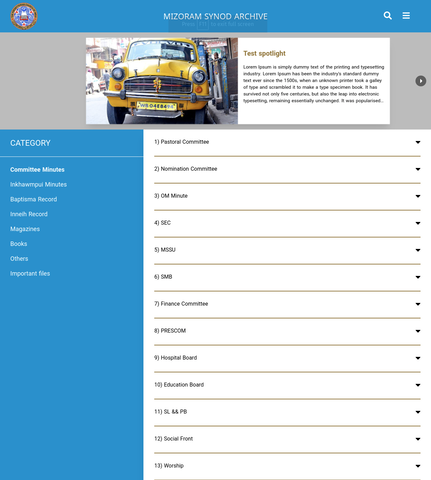 MIZORAM SYNOD ARCHIVE
Test spotlight
Lorem Ipsum is simply dummy text of the printing and typesetting
industry. Lorem Ipsum has been the industry's standard dummy
text ever since the 1500s, when an unknown printer took a galley
of type and scrambled it to make a type specimen book. It has
survived not only five centuries, but also the leap into electronic
typesetting, remaining essentially unchanged. It was popularised...
CATEGORY
Committee Minutes
Inkhawmpui Minutes
Baptisma Record
Inneih Record
Magazines
Books
Others
Important files
1) Pastoral Committee
2) Nomination Committee
3) OM Minute
4) SEC
5) MSSU
6) SMB
7) Finance Committee
8) PRESCOM
9) Hospital Board
10) Education Board
11) SL && PB
12) Social Front
13) Worship